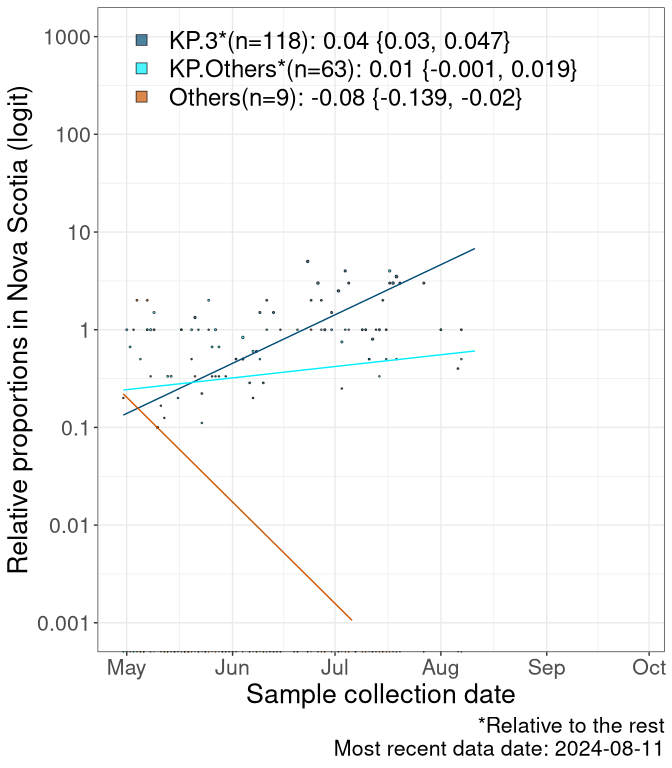 KP.3*(n=118): 0.04 {0.03, 0.047}
KP.Others*(n=63): 0.01 {-0.001, 0.019}
Others(n=9): -0.08 {-0.139, -0.02}
Relative proportions in Nova Scotia (logit)
1000
100
10
1
0.1
0.01
0.001
May Jun Jul Aug Sep Oct
Sample collection date
*Relative to the rest
Most recent data date: 2024-08-11